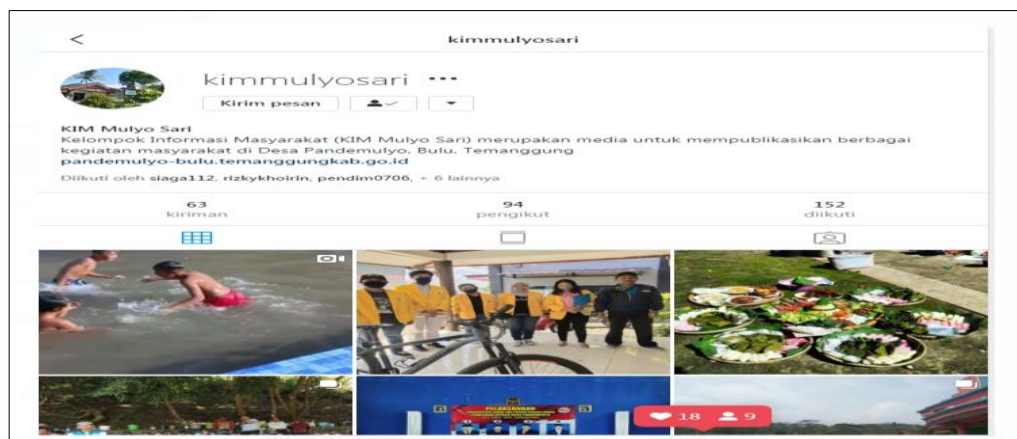 <
kimmulyosari
kimmulyosari •••
Kirim pesan
KIM Mulyo Sari
Kelompok Informasi Masyarakat (KIM Mulyo Sari) merupakan media untuk mempublikasikan berbagai
kegiatan masyarakat di Desa Pandemulyo, Bulu, Temanggung
pandemulyo-bulu.temanggungkab.go.id
Diikuti oleh siaga112, rizkykhoirin, pendim0706, + 6 lainnya
63 94 152
kiriman pengikut diikuti
18 9